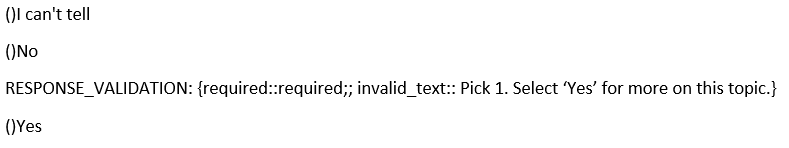 ()I can't tell
()No
RESPONSE_VALIDATION: {required::required;; invalid_text:: Pick 1. Select ‘Yes’ for more on this topic.}
()Yes